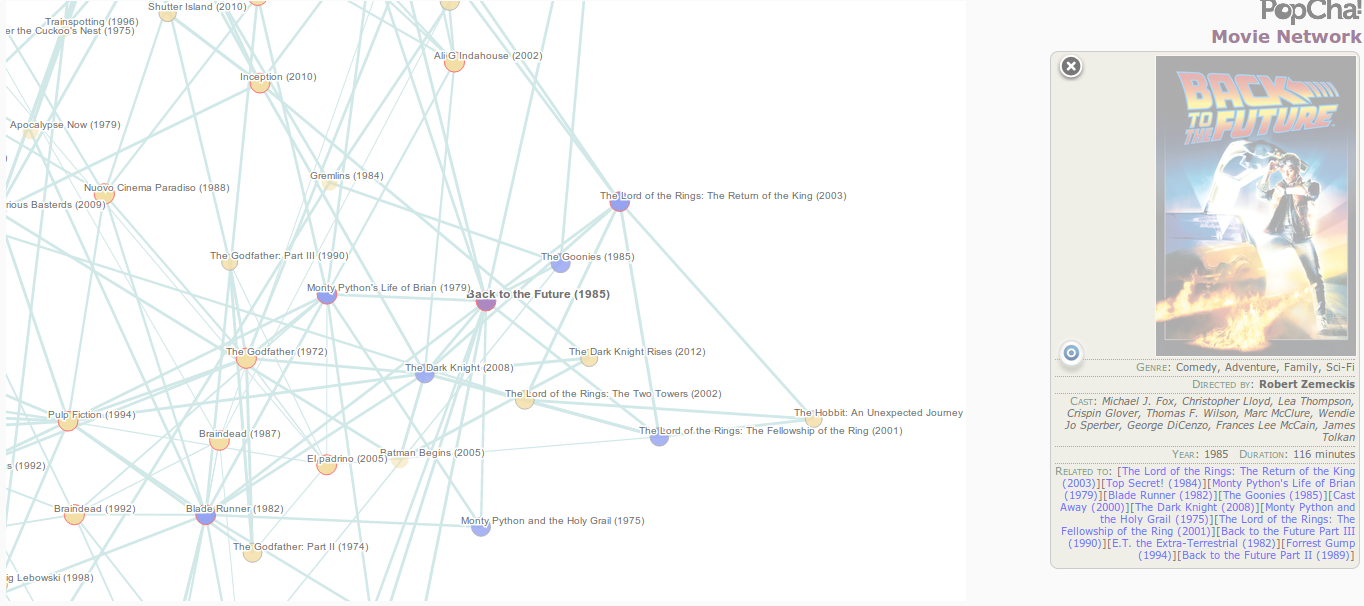 Shutter Island (2010)
Trainspotting (1996)
er the Cuckoo's Nest (1975)
Ali G Indahouse (2002)
Inception (2010)
Apocalypse Now (1979)
Gremlins (1984)
Nuovo Cinema Paradiso (1988)
rious Basterds (2009)
The Lord of the Rings: The Return of the King (2003)
The Godfather: Part III (1990)
The Goonies (1985)
Monty Python's Life of Brian (1979)
Back to the Future (1985)
The Godfather (1972)
The Dark Knight Rises (2012)
The Dark Knight (2008)
The Lord of the Rings: The Two Towers (2002)
Pulp Fiction (1994)
The Hobbit: An Unexpected Journey
Braindead (1987)
The Lord of the Rings: The Fellowship of the Ring (2001)
El padrino (2005)
Batman Begins (2005)
s (1992)
Braindead (1992)
Blade Runner (1982)
Monty Python and the Holy Grail (1975)
The Godfather: Part II (1974)
ig Lebowski (1998)
PopCha!
Movie Network
BACK
TO
THE FUTURE
Genre: Comedy, Adventure, Family, Sci-Fi
Directed by: Robert Zemeckis
Cast: Michael J. Fox, Christopher Lloyd, Lea Thompson,
Crispin Glover, Thomas F. Wilson, Marc McClure, Wendie
Jo Sperber, George DiCenzo, Frances Lee McCain, James
Tolkan
Year: 1985 Duration: 116 minutes
Related to: [The Lord of the Rings: The Return of the King
(2003)][Top Secret! (1984)][Monty Python's Life of Brian
(1979)][Blade Runner (1982)][The Goonies (1985)][Cast
Away (2000)][The Dark Knight (2008)][Monty Python and
the Holy Grail (1975)][The Lord of the Rings: The
Fellowship of the Ring (2001)][Back to the Future Part III
(1990)][E.T. the Extra-Terrestrial (1982)][Forrest Gump
(1994)][Back to the Future Part II (1989)]